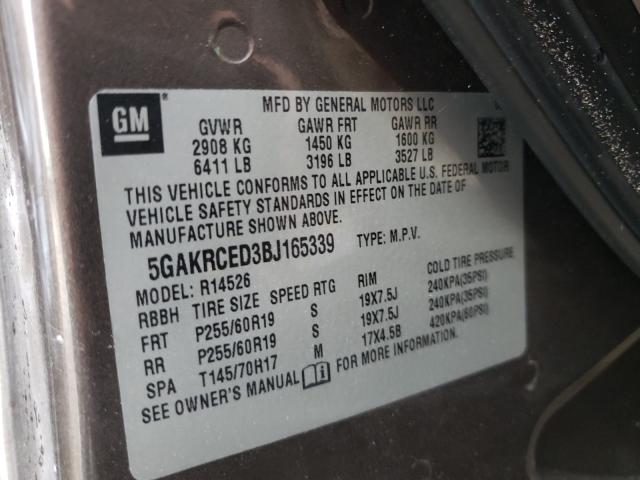 GM
MFD BY GENERAL MOTORS LLC
GVWR GAWR FRT GAWR RR
2908 KG 1450 KG 1600 KG
6411 LB 3196 LB 3527 LB
THIS VEHICLE CONFORMS TO ALL APPLICABLE U.S. FEDERAL MOTOR
VEHICLE SAFETY STANDARDS IN EFFECT ON THE DATE OF
MANUFACTURE SHOWN ABOVE.
5GAKRCED3BJ165339 TYPE: M.P.V.
MODEL: R14526
RBBH TIRE SIZE SPEED RTG RIM COLD TIRE PRESSURE
FRT P255/60R19 S 19X7.5J 240KPA(35PSI)
RR P255/60R19 S 19X7.5J 240KPA(35PSI)
SPA T145/70H17 M 17X4.5B 420KPA(60PSI)
SEE OWNER'S MANUAL FOR MORE INFORMATION.